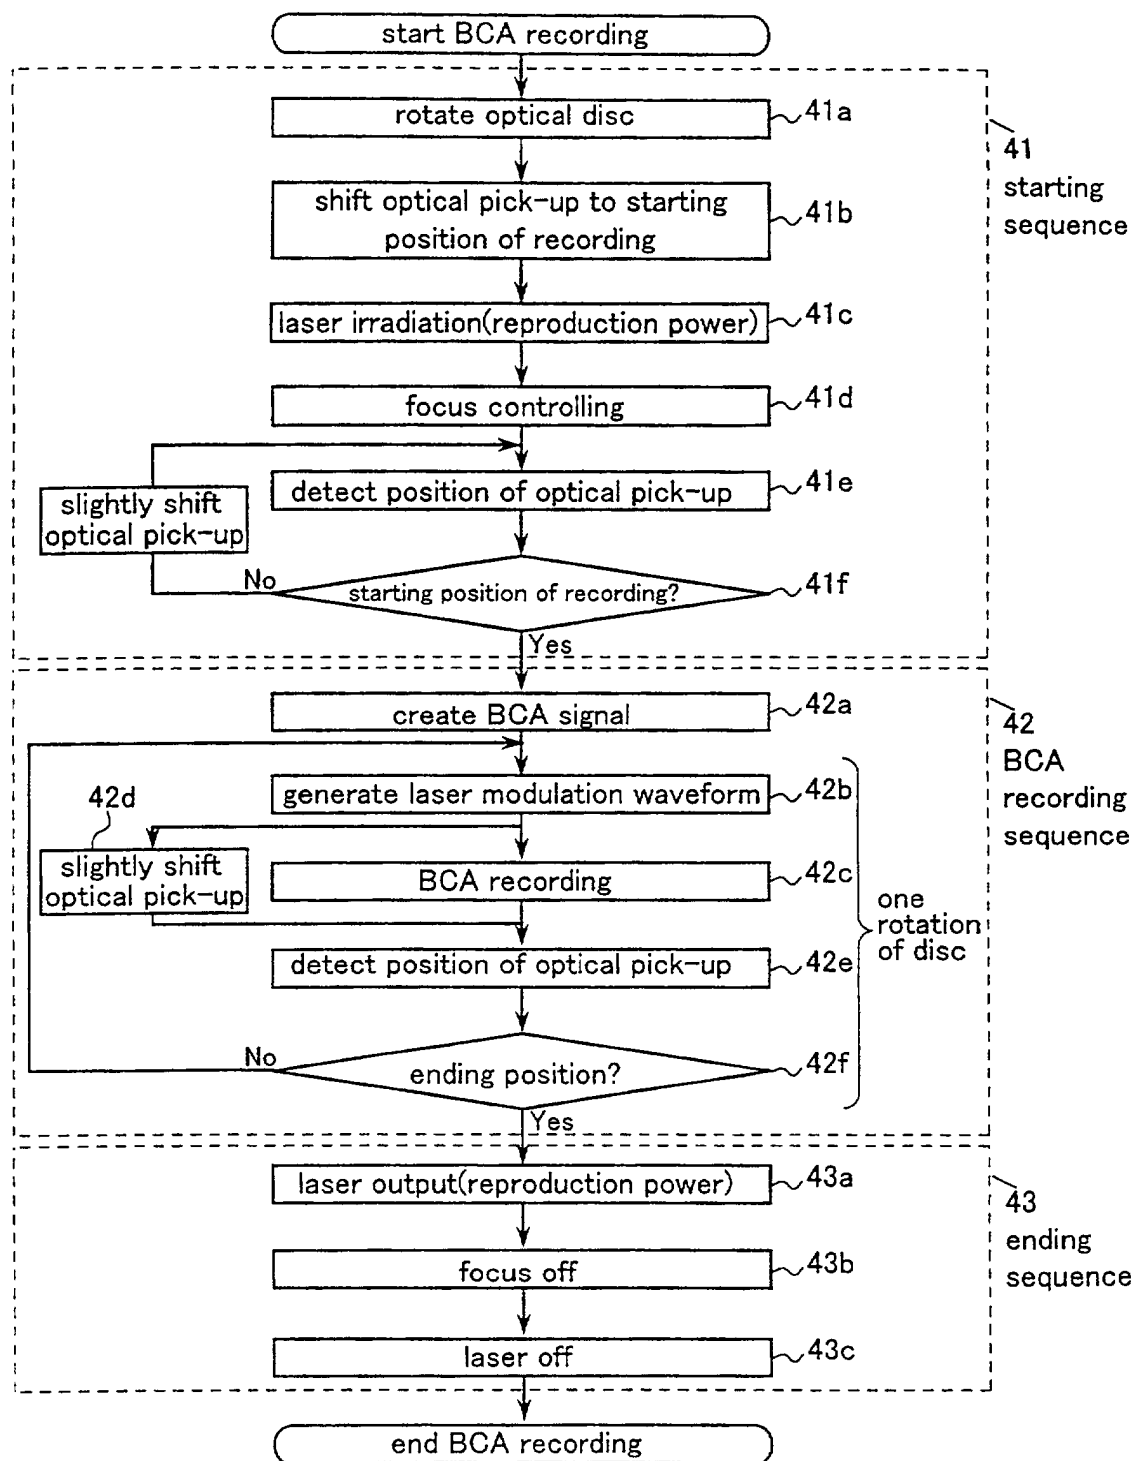 start BCA recording
rotate optical disc
41a
41
starting
sequence
shift optical pick-up to starting
position of recording
41b
laser irradiation(reproduction power)
41c
focus controlling
41d
detect position of optical pick-up
41e
slightly shift
optical pick-up
No
starting position of recording?
41f
Yes
create BCA signal
42a
42
BCA
recording
sequence
generate laser modulation waveform
42b
42d
slightly shift
optical pick-up
BCA recording
42c
one
rotation
of disc
detect position of optical pick-up
42e
No
ending position?
42f
Yes
laser output(reproduction power)
43a
43
ending
sequence
focus off
43b
laser off
43c
end BCA recording